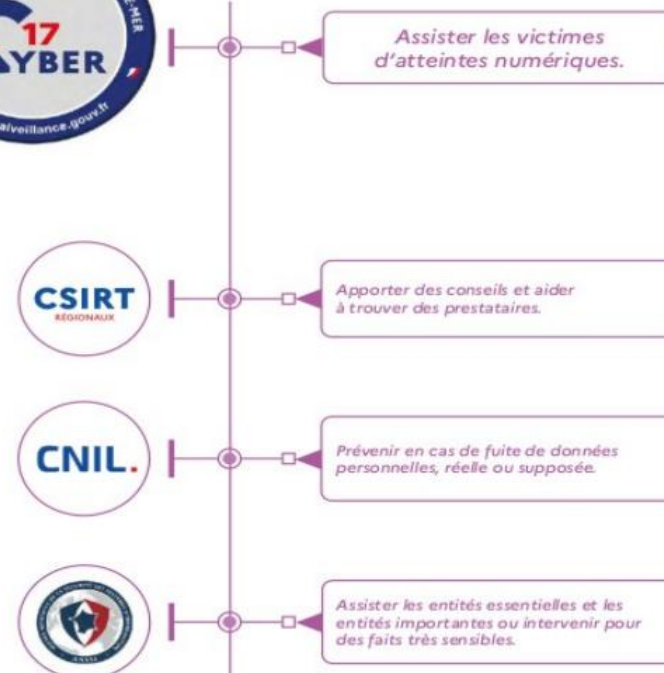 17
YBER
E-MER
alveillance.gouv.fr
Assister les victimes
d'atteintes numériques.
CSIRT
RÉGIONAUX
Apporter des conseils et aider
à trouver des prestataires.
CNIL.
Prévenir en cas de fuite de données
personnelles, réelle ou supposée.
ANSSI
Assister les entités essentielles et les
entités importantes ou intervenir pour
des faits très sensibles.